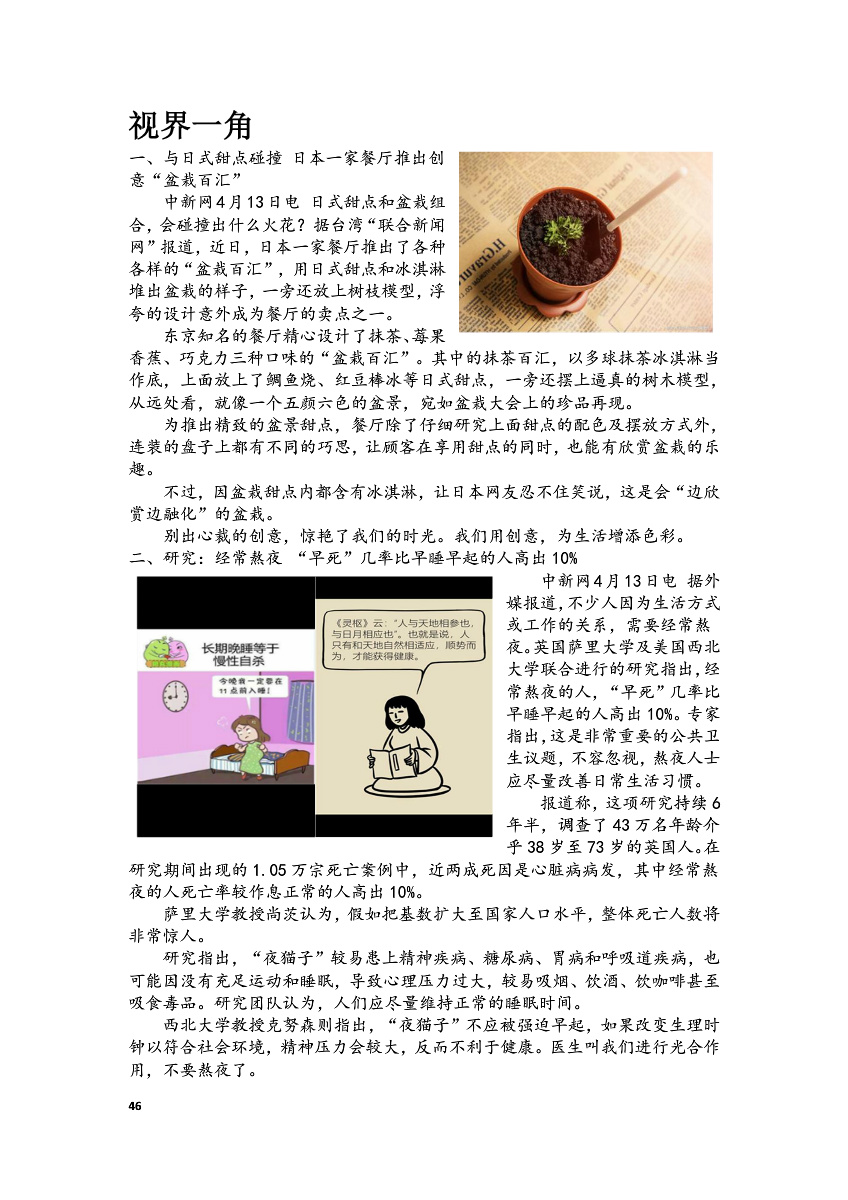 视界一角
一、与日式甜点碰撞 日本一家餐厅推出创
意“盆栽百汇”
中新网4月13日电 日式甜点和盆栽组
合，会碰撞出什么火花？据台湾“联合新闻
网”报道，近日，日本一家餐厅推出了各种
各样的“盆栽百汇”，用日式甜点和冰淇淋
堆出盆栽的样子，一旁还放上树枝模型，浮
夸的设计意外成为餐厅的卖点之一。
东京知名的餐厅精心设计了抹茶、莓果
香蕉、巧克力三种口味的“盆栽百汇”。其中的抹茶百汇，以多球抹茶冰淇淋当
作底，上面放上了鲷鱼烧、红豆棒冰等日式甜点，一旁还摆上逼真的树木模型，
从远处看，就像一个五颜六色的盆景，宛如盆栽大会上的珍品再现。
为推出精致的盆景甜点，餐厅除了仔细研究上面甜点的配色及摆放方式外，
连装的盘子上都有不同的巧思，让顾客在享用甜点的同时，也能有欣赏盆栽的乐
趣。
不过，因盆栽甜点内都含有冰淇淋，让日本网友忍不住笑说，这是会“边欣
赏边融化”的盆栽。
别出心裁的创意，惊艳了我们的时光。我们用创意，为生活增添色彩。
二、研究：经常熬夜 “早死”几率比早睡早起的人高出10%
长期晚睡等于
慢性自杀
今晚我一定要在
11点前入睡！
《灵枢》云：“人与天地相参也，
与日月相应也”。也就是说，人
只有和天地自然相适应，顺势而
为，才能获得健康。
中新网4月13日电 据外
媒报道，不少人因为生活方式
或工作的关系，需要经常熬
夜。英国萨里大学及美国西北
大学联合进行的研究指出，经
常熬夜的人，“早死”几率比
早睡早起的人高出10%。专家
指出，这是非常重要的公共卫
生议题，不容忽视，熬夜人士
应尽量改善日常生活习惯。
报道称，这项研究持续6
年半，调查了43万名年龄介
乎38岁至73岁的英国人。在
研究期间出现的1.05万宗死亡案例中，近两成死因是心脏病病发，其中经常熬
夜的人死亡率较作息正常的人高出10%。
萨里大学教授尚茨认为，假如把基数扩大至国家人口水平，整体死亡人数将
非常惊人。
研究指出，“夜猫子”较易患上精神疾病、糖尿病、胃病和呼吸道疾病，也
可能因没有充足运动和睡眠，导致心理压力过大，较易吸烟、饮酒、饮咖啡甚至
吸食毒品。研究团队认为，人们应尽量维持正常的睡眠时间。
西北大学教授克努森则指出，“夜猫子”不应被强迫早起，如果改变生理时
钟以符合社会环境，精神压力会较大，反而不利于健康。医生叫我们进行光合作
用，不要熬夜了。
46